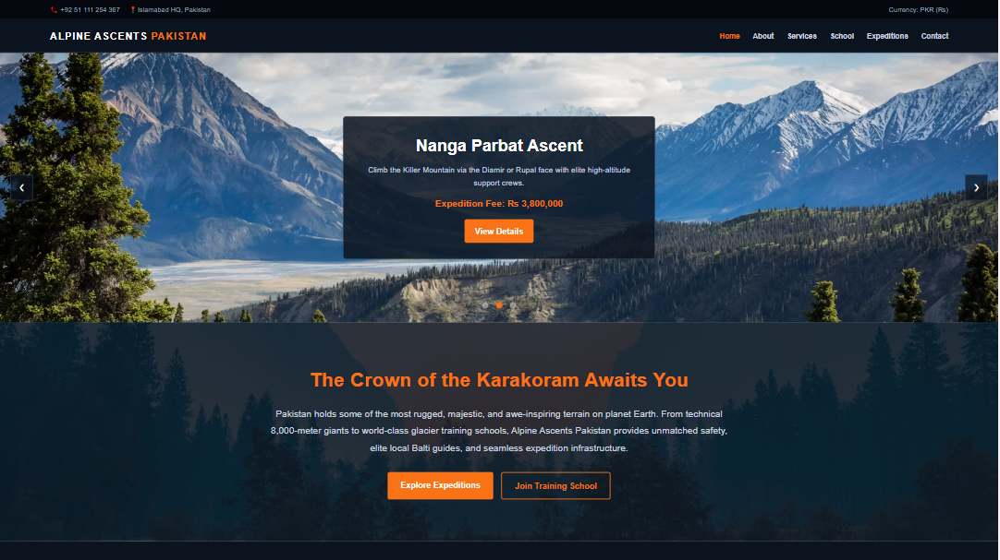 +92 51 111 254 367
Islamabad HQ, Pakistan
Currency: PKR (Rs)
ALPINE ASCENTS PAKISTAN
Home
About
Services
School
Expeditions
Contact
Nanga Parbat Ascent
Climb the Killer Mountain via the Diamir or Rupal face with elite high-altitude
support crews.
Expedition Fee: Rs 3,800,000
View Details
The Crown of the Karakoram Awaits You
Pakistan holds some of the most rugged, majestic, and awe-inspiring terrain on planet Earth. From technical
8,000-meter giants to world-class glacier training schools, Alpine Ascents Pakistan provides unmatched safety,
elite local Balti guides, and seamless expedition infrastructure.
Explore Expeditions
Join Training School